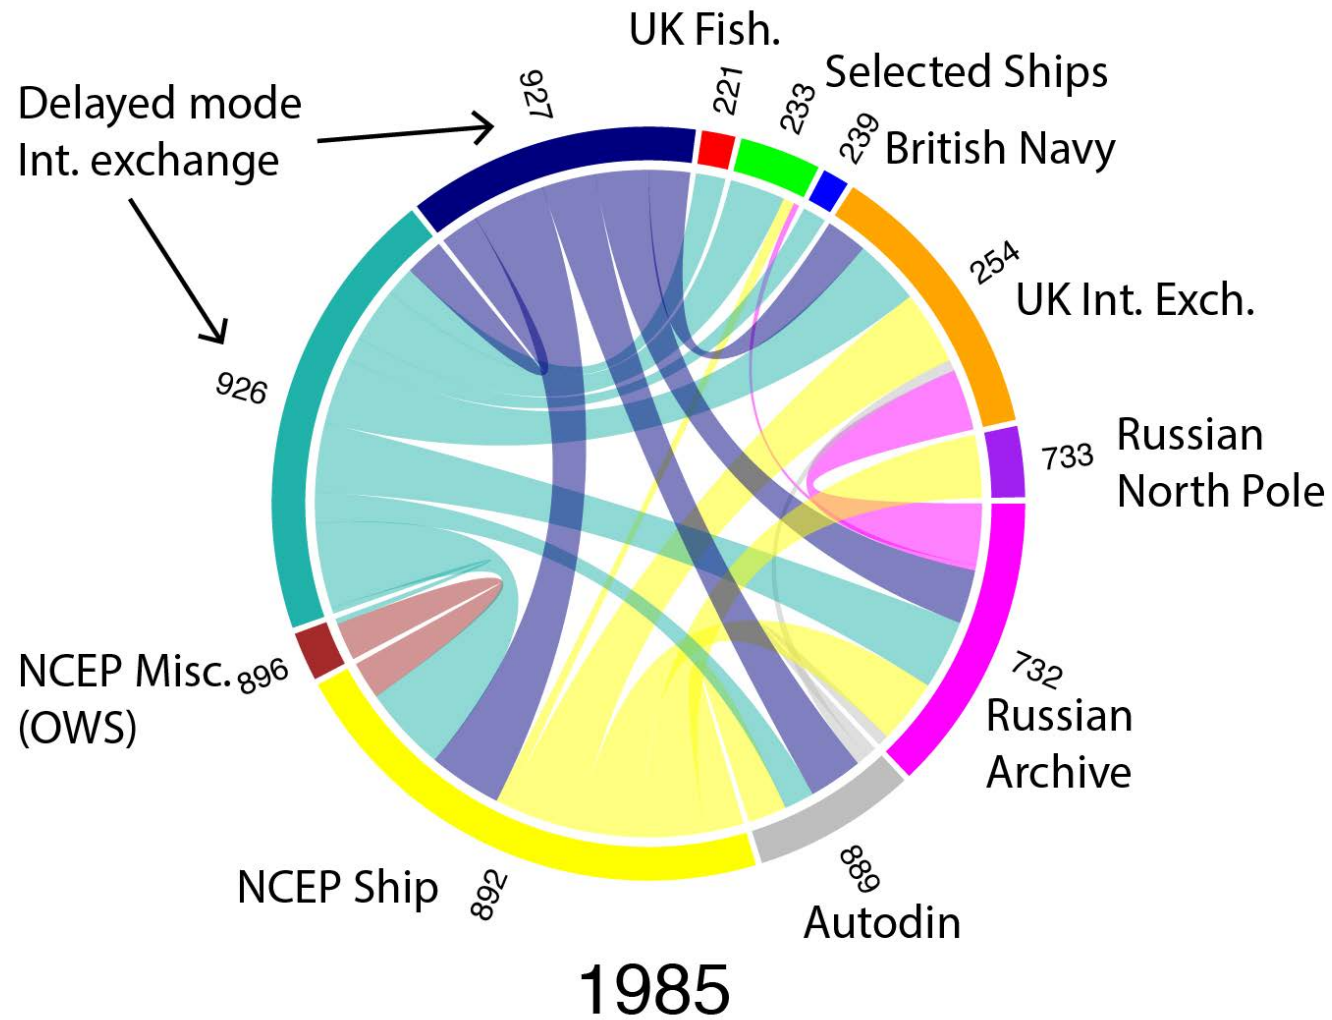 UK Fish.
Delayed mode
Int. exchange
927
221
233
Selected Ships
239
British Navy
254
UK Int. Exch.
926
733
Russian
North Pole
NCEP Misc.
(OWS)
896
732
Russian
Archive
NCEP Ship
892
889
Autodin
1985